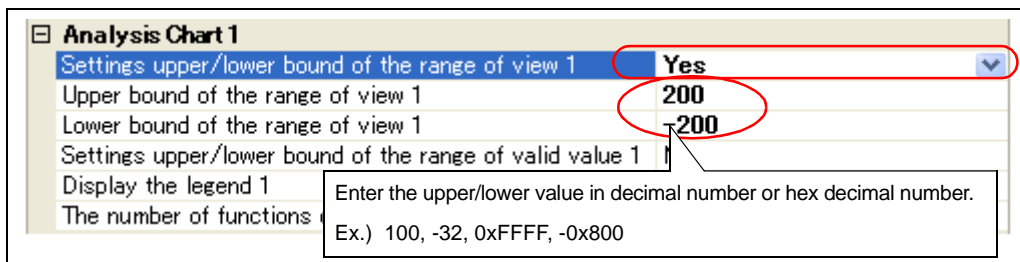 Analysis Chart 1
Settings upper/lower bound of the range of view 1 Yes
Upper bound of the range of view 1 200
Lower bound of the range of view 1 -200
Settings upper/lower bound of the range of valid value 1
Display the legend 1
The number of functions
Enter the upper/lower value in decimal number or hex decimal number.
Ex.) 100, -32, 0xFFFF, -0x800